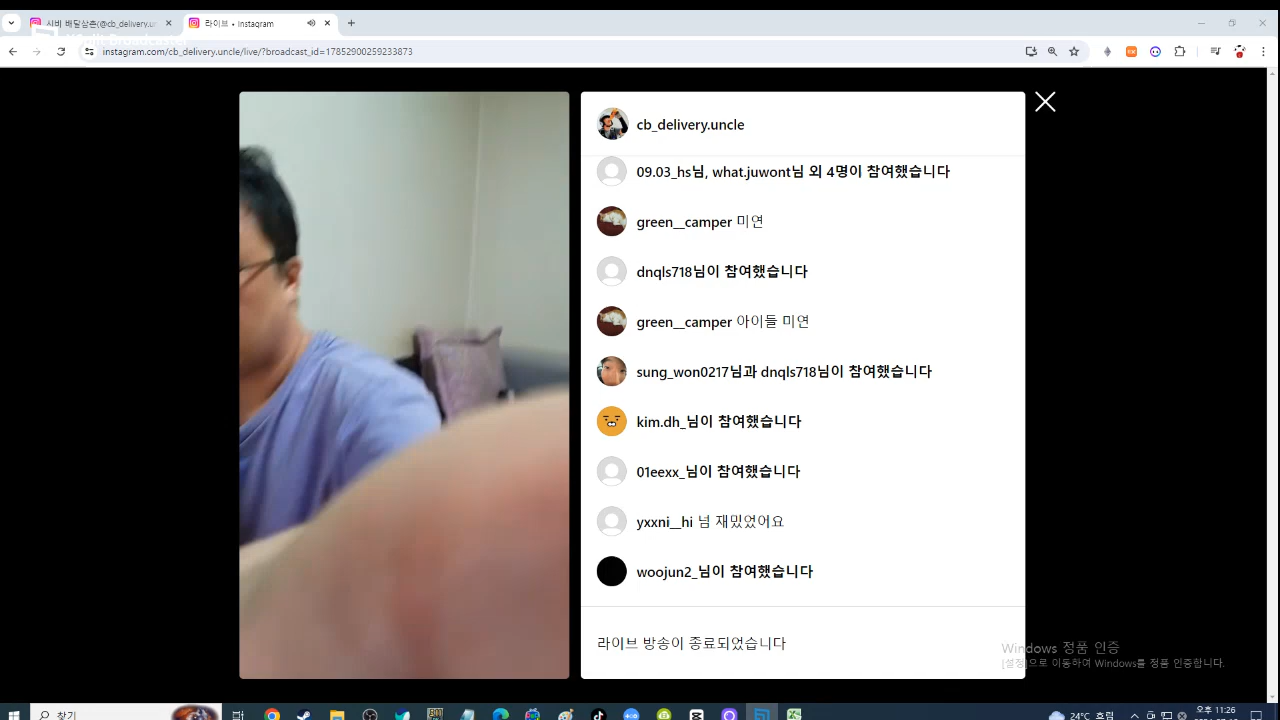 시벼 배달삼촌(@cb_delivery.un
라이브 • Instagram
instagram.com/cb_delivery.uncle/live/?broadcast_id=17852900259233873
cb_delivery.uncle
09.03_hs님, what.juwont님 외 4명이 참여했습니다
green__camper 미연
dnqls718님이 참여했습니다
green__camper 아이들 미연
sung_won0217님과 dnqls718님이 참여했습니다
kim.dh_님이 참여했습니다
01eexx_님이 참여했습니다
yxxni__hi 넘 재밌었어요
woojun2_님이 참여했습니다
라이브 방송이 종료되었습니다
Windows 정품 인증
[설정]으로 이동하여 Windows를 정품 인증합니다.
찾기
24°C 흐림
오후 11:26